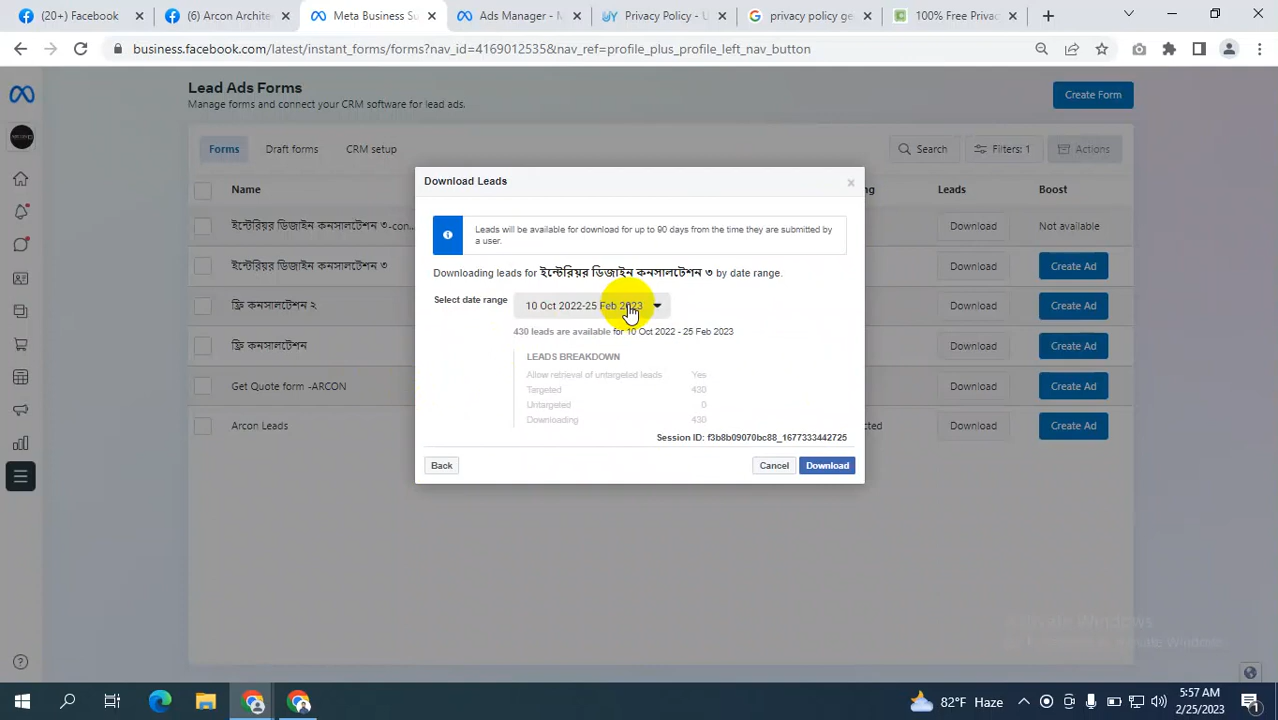 (20+) Facebook
(6) Arcon Archite
Meta Business Su
Ads Manager - M
Privacy Policy - U
privacy policy ge
100% Free Privac
business.facebook.com/latest/instant_forms/forms?nav_id=4169012535&nav_ref=profile_plus_profile_left_nav_button
Lead Ads Forms
Manage forms and connect your CRM software for lead ads.
Create Form
Forms
Draft forms
CRM setup
Search
Filters: 1
Actions
Name
Leads
Boost
ইন্টেরিয়র ডিজাইন কনসালটেশন ৩-con...
Download
Not available
ইন্টেরিয়র ডিজাইন কনসালটেশন ৩
Download
Create Ad
ফ্রি কনসালটেশন ২
Download
Create Ad
ফ্রি কনসালটেশন
Download
Create Ad
Get Quote form -ARCON
Download
Create Ad
Arcon Leads
Download
Create Ad
Download Leads
Leads will be available for download for up to 90 days from the time they are submitted by
a user.
Downloading leads for ইন্টেরিয়র ডিজাইন কনসালটেশন ৩ by date range.
Select date range
10 Oct 2022-25 Feb 2023
430 leads are available for 10 Oct 2022 - 25 Feb 2023
LEADS BREAKDOWN
Allow retrieval of untargeted leads Yes
Targeted 430
Untargeted 0
Downloading 430
Session ID: f3b8b09070bc88_1677333442725
Back
Cancel
Download
Activate Windows
82°F Haze
5:57 AM
2/25/2023
1